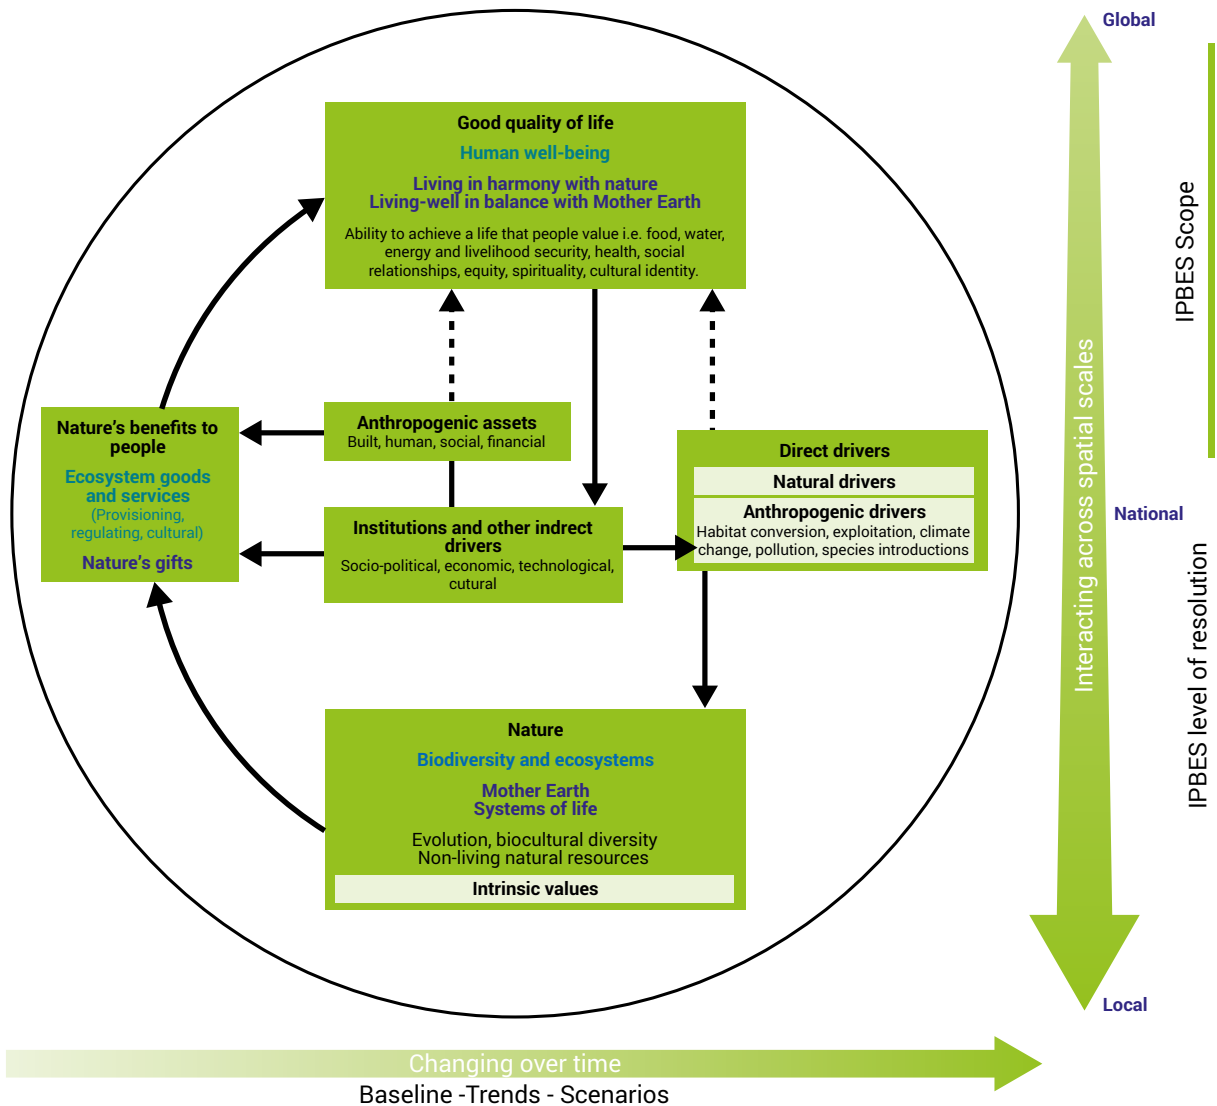 Global
Good quality of life
Human well-being
Living in harmony with nature
Living-well in balance with Mother Earth
Ability to achieve a life that people value i.e. food, water,
energy and livelihood security, health, social
relationships, equity, spirituality, cultural identity.
IPBES Scope
Interacting across spatial scales
Nature’s benefits to
people
Ecosystem goods
and services
(Provisioning,
regulating, cultural)
Nature’s gifts
Anthropogenic assets
Built, human, social, financial
Institutions and other indirect
drivers
Socio-political, economic, technological,
cutural
Direct drivers
Natural drivers
Anthropogenic drivers
Habitat conversion, exploitation, climate
change, pollution, species introductions
National
IPBES level of resolution
Nature
Biodiversity and ecosystems
Mother Earth
Systems of life
Evolution, biocultural diversity
Non-living natural resources
Intrinsic values
Local
Changing over time
Baseline -Trends - Scenarios